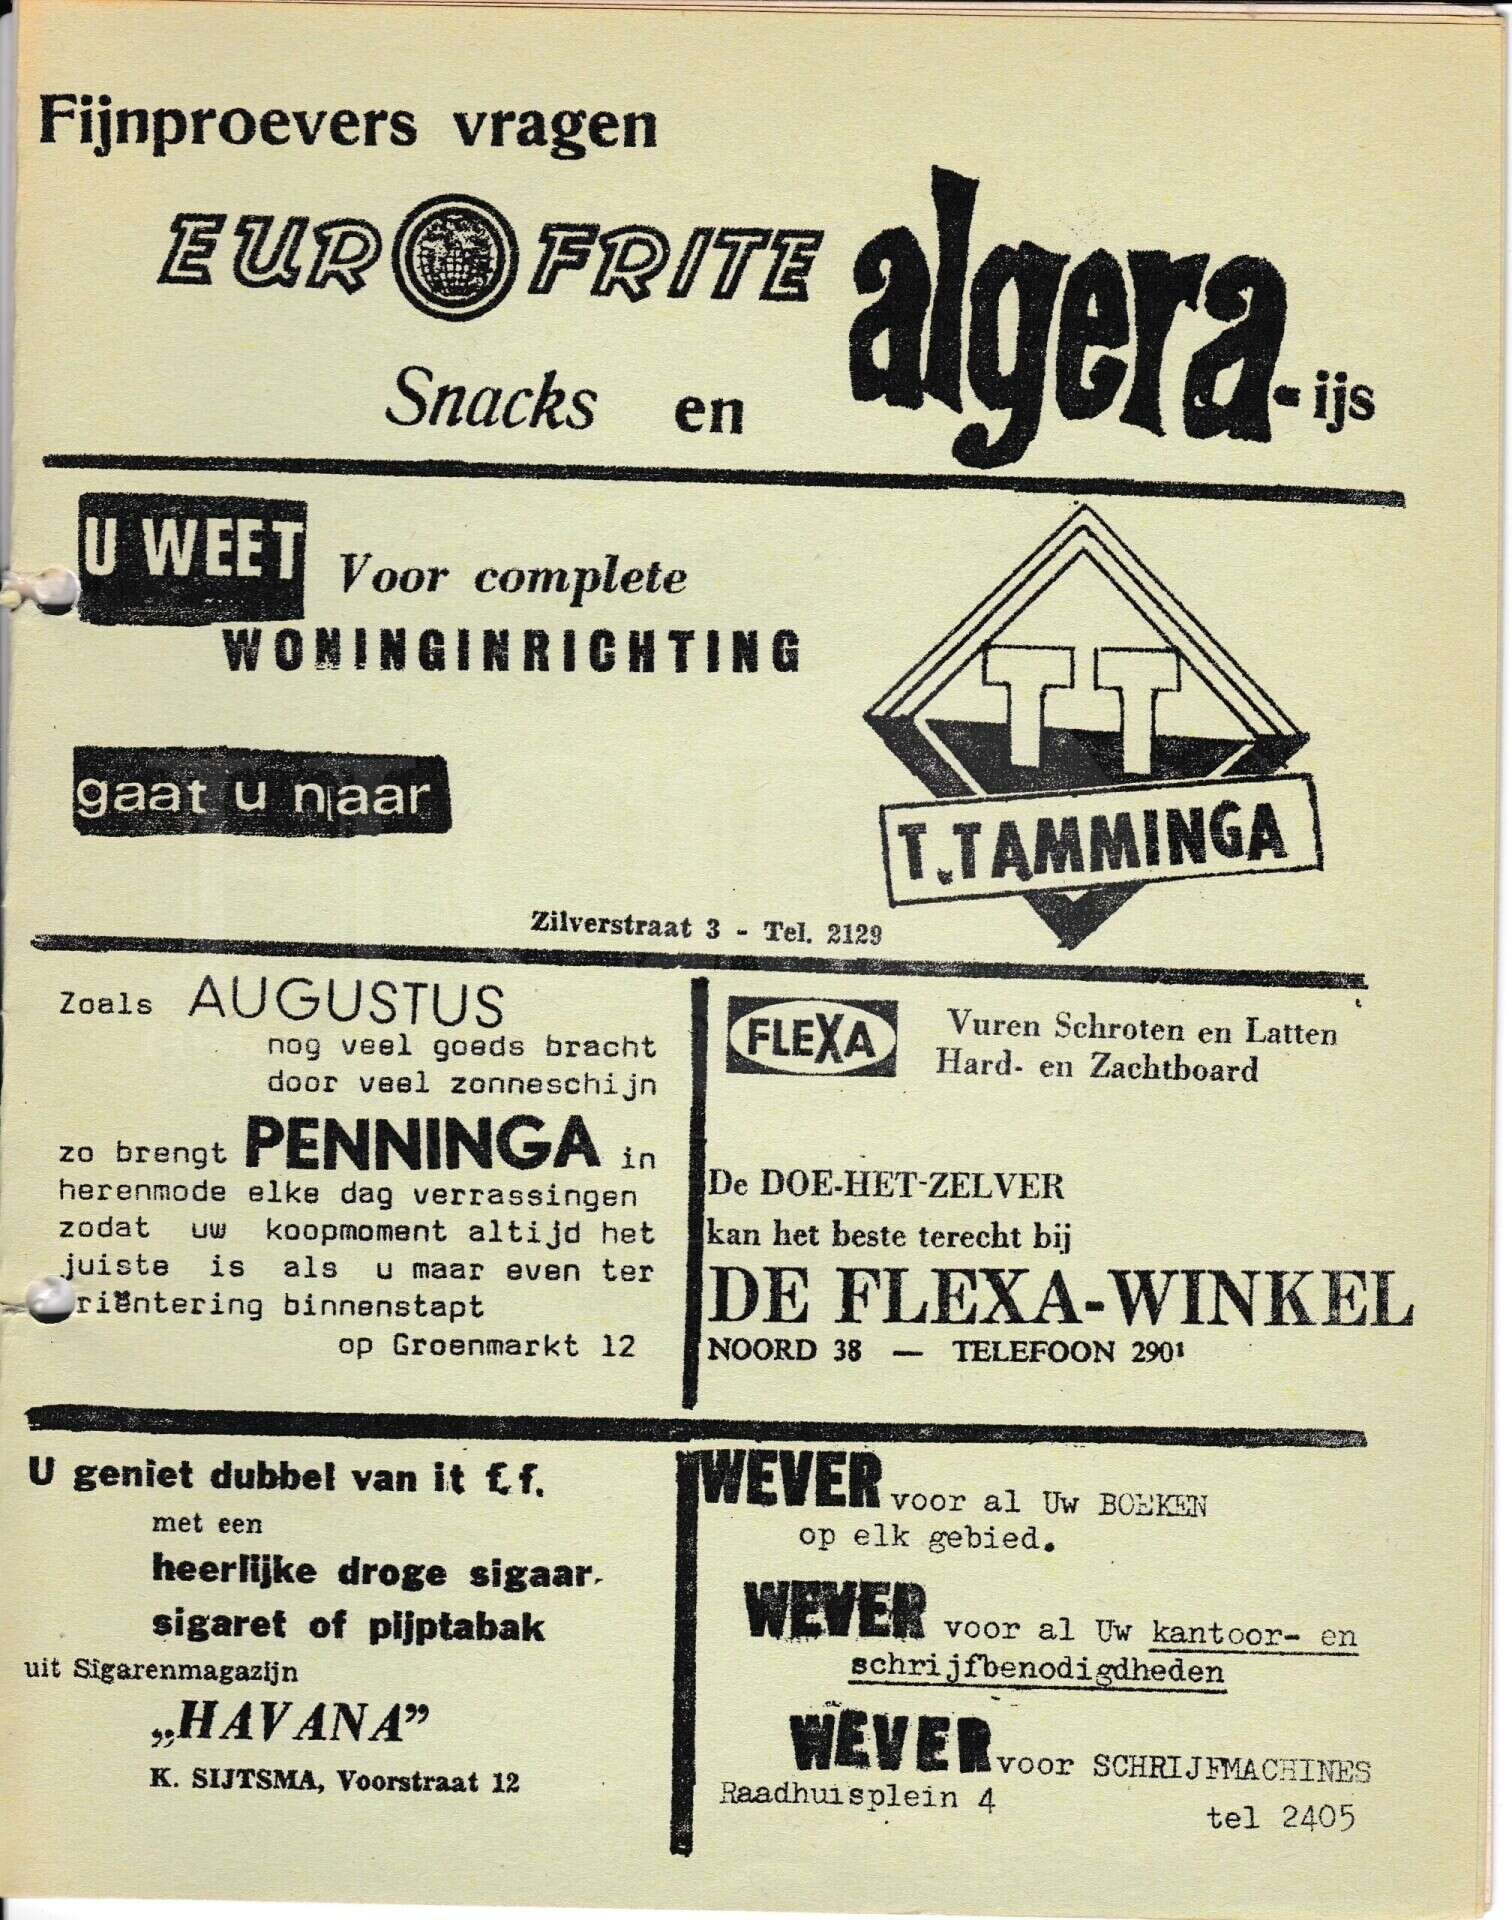 Fijnproevers vragen
EUROFRITE
algera-ijs
Snacks en
U WEET
Voor complete
WONINGINRICHTING
gaat u naar
TT
T.TAMMINGA
Zilverstraat 3 - Tel. 2129
Zoals AUGUSTUS
nog veel goeds bracht
door veel zonneschijn
zo brengt PENNINGA in
herenmode elke dag verrassingen
zodat uw koopmoment altijd het
juiste is als u maar even ter
riëntering binnenstapt
op Groenmarkt 12
FLEXA
Vuren Schroten en Latten
Hard- en Zachtboard
De DOE-HET-ZELVER
kan het beste terecht bij
DE FLEXA-WINKEL
NOORD 38 — TELEFOON 2901
U geniet dubbel van it f.f.
met een
heerlijke droge sigaar,
sigaret of pijptabak
uit Sigarenmagazijn
„HAVANA”
K. SIJTSMA, Voorstraat 12
WEVER voor al Uw BOEKEN
op elk gebied.
WEVER voor al Uw kantoor- en
schrijfbenodigdheden
WEVER voor SCHRIJFMACHINES
Raadhuisplein 4
tel 2405